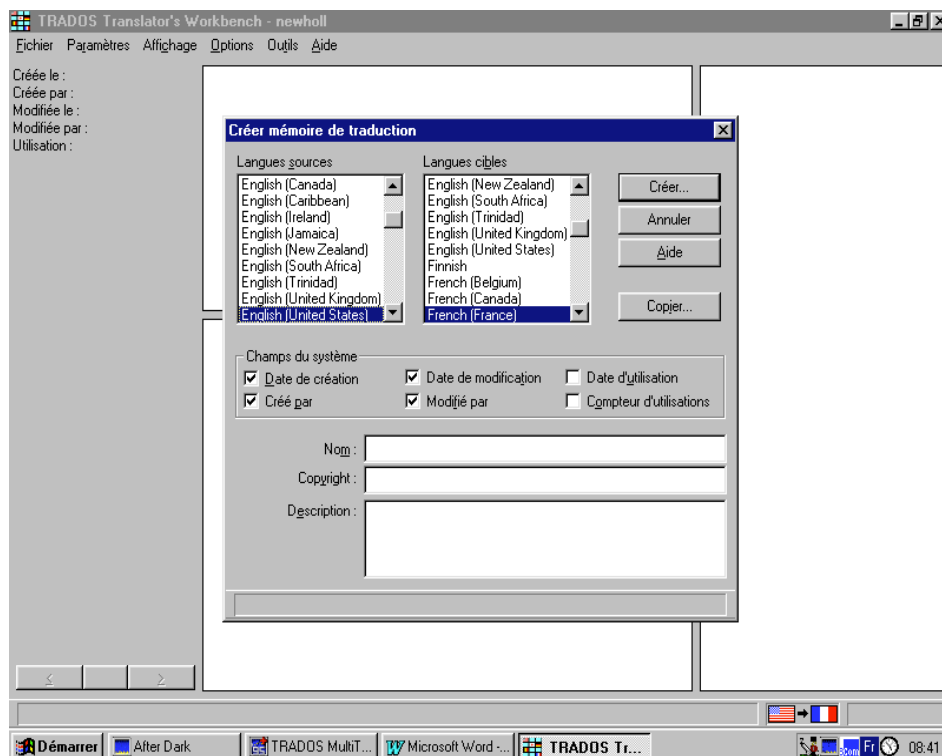 TRADOS Translator's Workbench - newholl
Fichier Paramètres Affichage Options Outils Aide
Créée le :
Créée par :
Modifiée le :
Modifiée par :
Utilisation :
Créer mémoire de traduction
Langues sources
English (Canada)
English (Caribbean)
English (Ireland)
English (Jamaica)
English (New Zealand)
English (South Africa)
English (Trinidad)
English (United Kingdom)
English (United States)
Langues cibles
English (New Zealand)
English (South Africa)
English (Trinidad)
English (United Kingdom)
English (United States)
Finnish
French (Belgium)
French (Canada)
French (France)
Créer...
Annuler
Aide
Copier...
Champs du système
Date de création Date de modification Date d'utilisation
Créé par Modifié par Compteur d'utilisations
Nom :
Copyright :
Description :
< >
Démarrer After Dark TRADOS MultiT... Microsoft Word -... TRADOS Tr... Fr 08:41